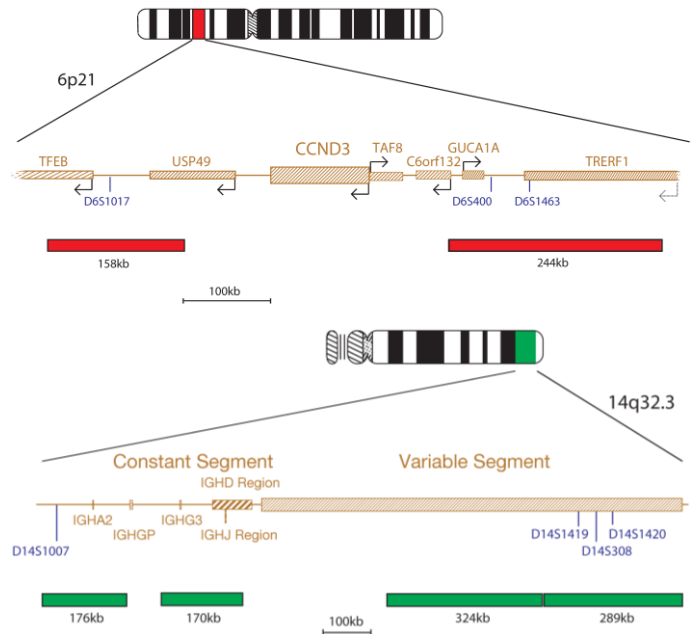 6p21
CCND3
TAF8
GUCA1A
TFEB
USP49
C6orf132
TRERF1
D6S1017
D6S400
D6S1463
158kb
244kb
100kb
14q32.3
Constant Segment
Variable Segment
IGHD Region
IGHA2
IGHG3
IGHGP
IGHJ Region
D14S1007
D14S1419
D14S1420
D14S308
176kb
170kb
100kb
324kb
289kb